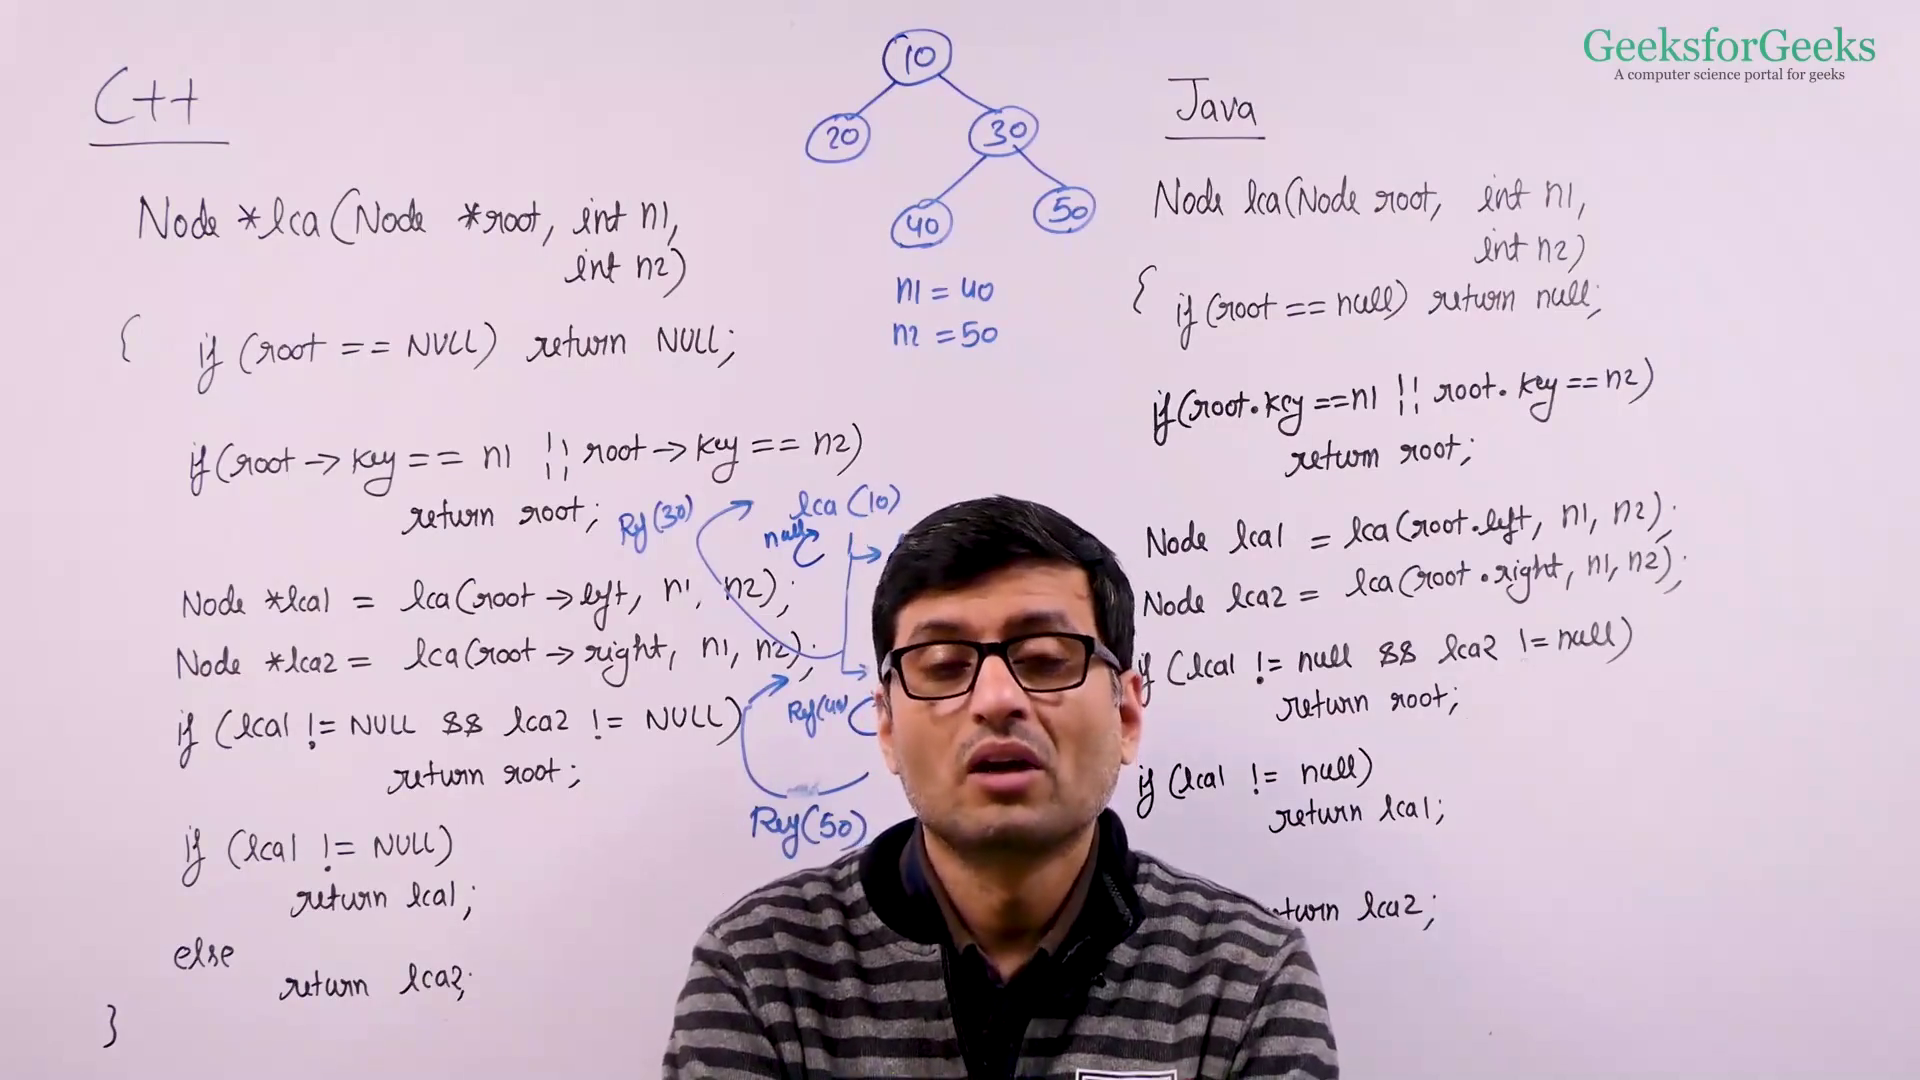 GeeksforGeeks
A computer science portal for geeks
C++
Node *lca(Node *root, int n1,
int n2)
{ if (root == NULL) return NULL;
if(root → key == n1 || root → key == n2)
return root;
Node *lca1 = lca(root → left, n1, n2);
Node *lca2 = lca(root → right, n1, n2);
if (lca1 != NULL && lca2 != NULL)
return root;
if (lca1 != NULL)
return lca1;
else
return lca2;
}
10
20 30
40 50
n1 = 40
n2 = 50
lca (10)
Ref(30)
null
Ref(40)
Ref(50)
Java
Node lca(Node root, int n1,
int n2)
{ if (root == null) return null;
if(root.key ==n1 || root.key ==n2)
return root;
Node lca1 = lca(root.left, n1, n2);
Node lca2 = lca(root.right, n1, n2);
if (lca1 != null && lca2 != null)
return root;
if (lca1 != null)
return lca1;
lca2;